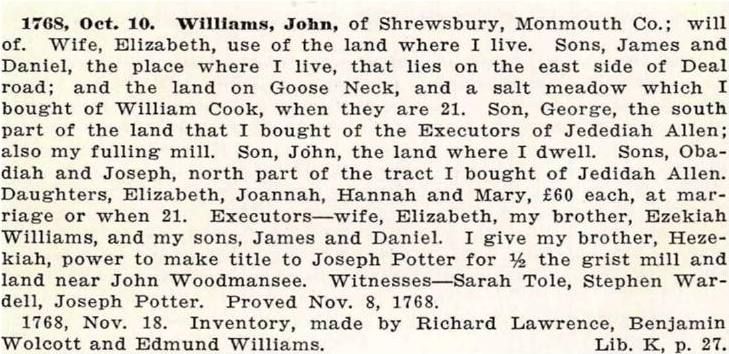 1768, Oct. 10. Williams, John, of Shrewsbury, Monmouth Co.; will
of. Wife, Elizabeth, use of the land where I live. Sons, James and
Daniel, the place where I live, that lies on the east side of Deal
road; and the land on Goose Neck, and a salt meadow which I
bought of William Cook, when they are 21. Son, George, the south
part of the land that I bought of the Executors of Jedediah Allen;
also my fulling mill. Son, John, the land where I dwell. Sons, Oba-
diah and Joseph, north part of the tract I bought of Jedidah Allen.
Daughters, Elizabeth, Joannah, Hannah and Mary, £60 each, at mar-
riage or when 21. Executors—wife, Elizabeth, my brother, Ezekiah
Williams, and my sons, James and Daniel. I give my brother, Heze-
kiah, power to make title to Joseph Potter for ½ the grist mill and
land near John Woodmansee. Witnesses—Sarah Tole, Stephen War-
dell, Joseph Potter. Proved Nov. 8, 1768.
1768, Nov. 18. Inventory, made by Richard Lawrence, Benjamin
Wolcott and Edmund Williams. Lib. K, p. 27.